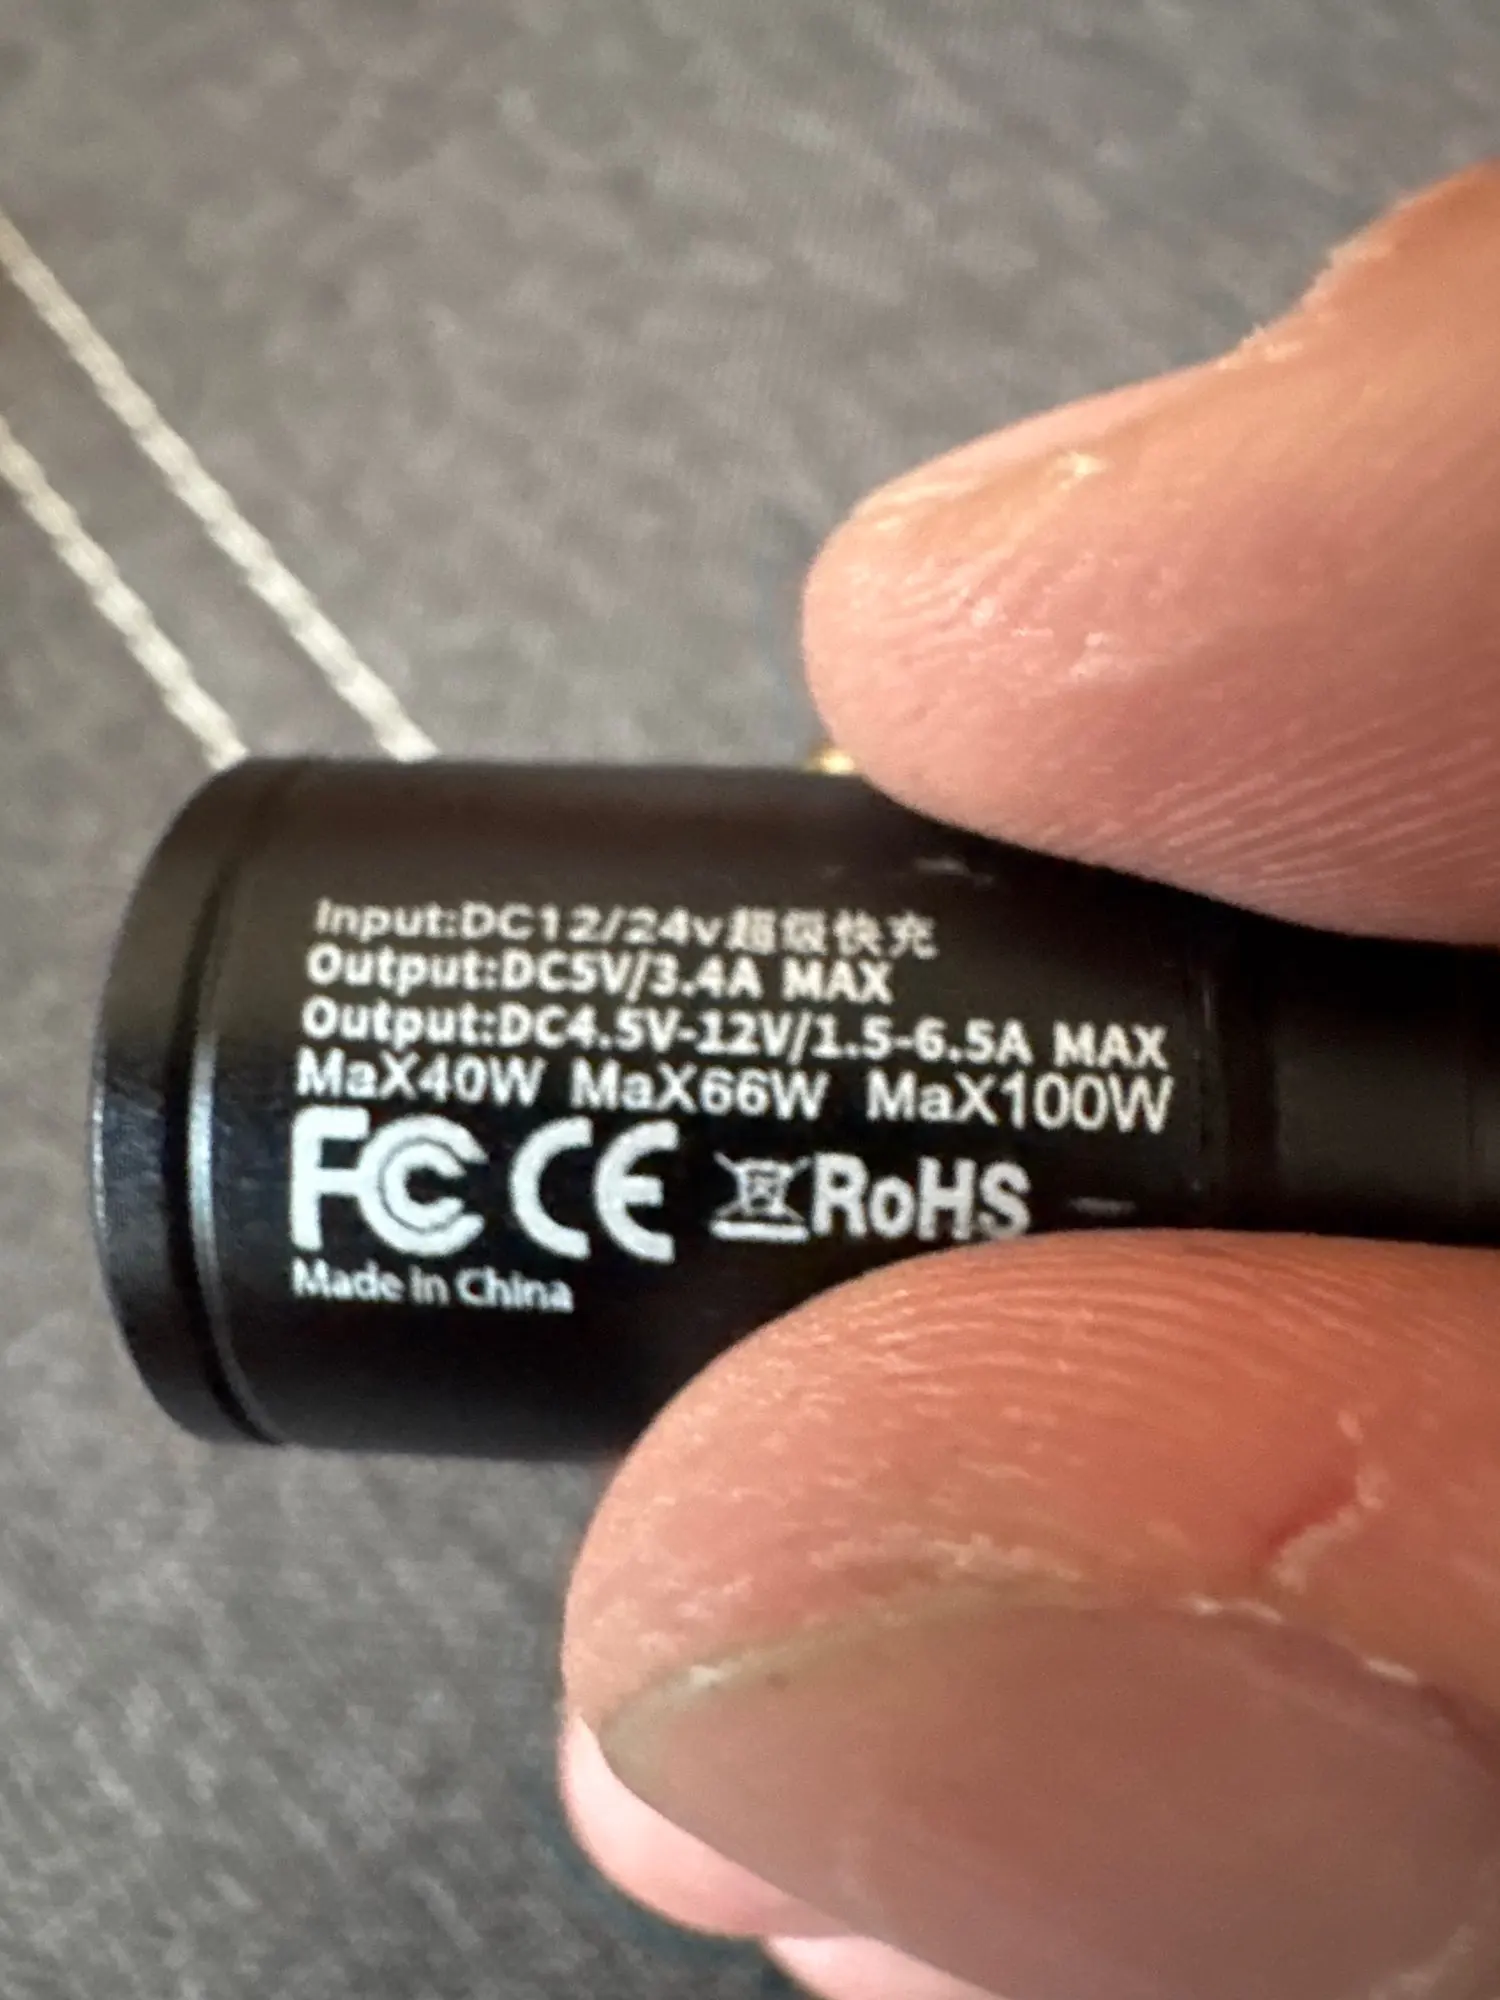 Input:DC12/24v超级快充
Output:DC5V/3.4A MAX
Output:DC4.5V-12V/1.5-6.5A MAX
MaX40W MaX66W MaX100W
FC CE RoHS
Made in China